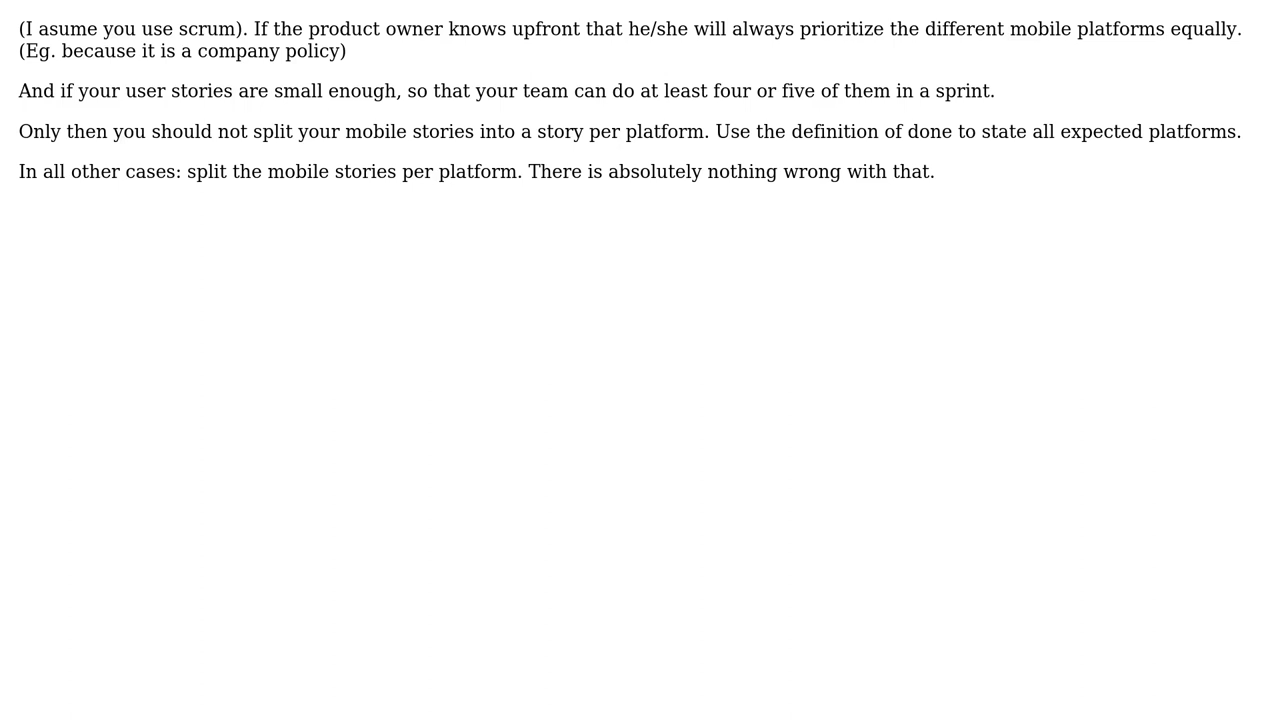 (I asume you use scrum). If the product owner knows upfront that he/she will always prioritize the different mobile platforms equally.
(Eg. because it is a company policy)
And if your user stories are small enough, so that your team can do at least four or five of them in a sprint.
Only then you should not split your mobile stories into a story per platform. Use the definition of done to state all expected platforms.
In all other cases: split the mobile stories per platform. There is absolutely nothing wrong with that.